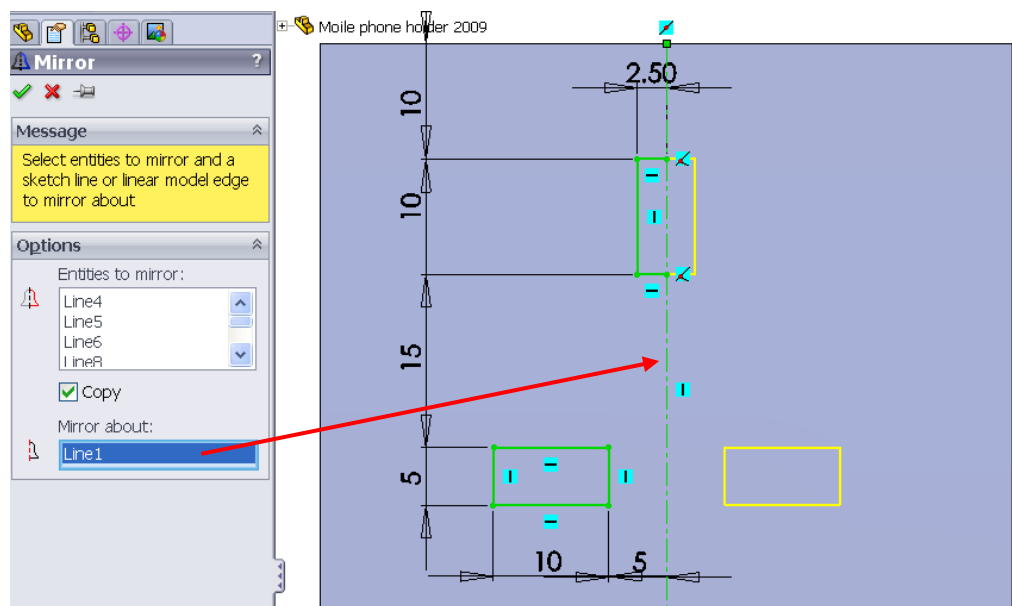 Moile phone holder 2009
Mirror
?
Message
Select entities to mirror and a
sketch line or linear model edge
to mirror about
Options
Entities to mirror:
Line4
Line5
Line6
Line8
Copy
Mirror about:
Line1
2.50
10
10
15
5
10
5